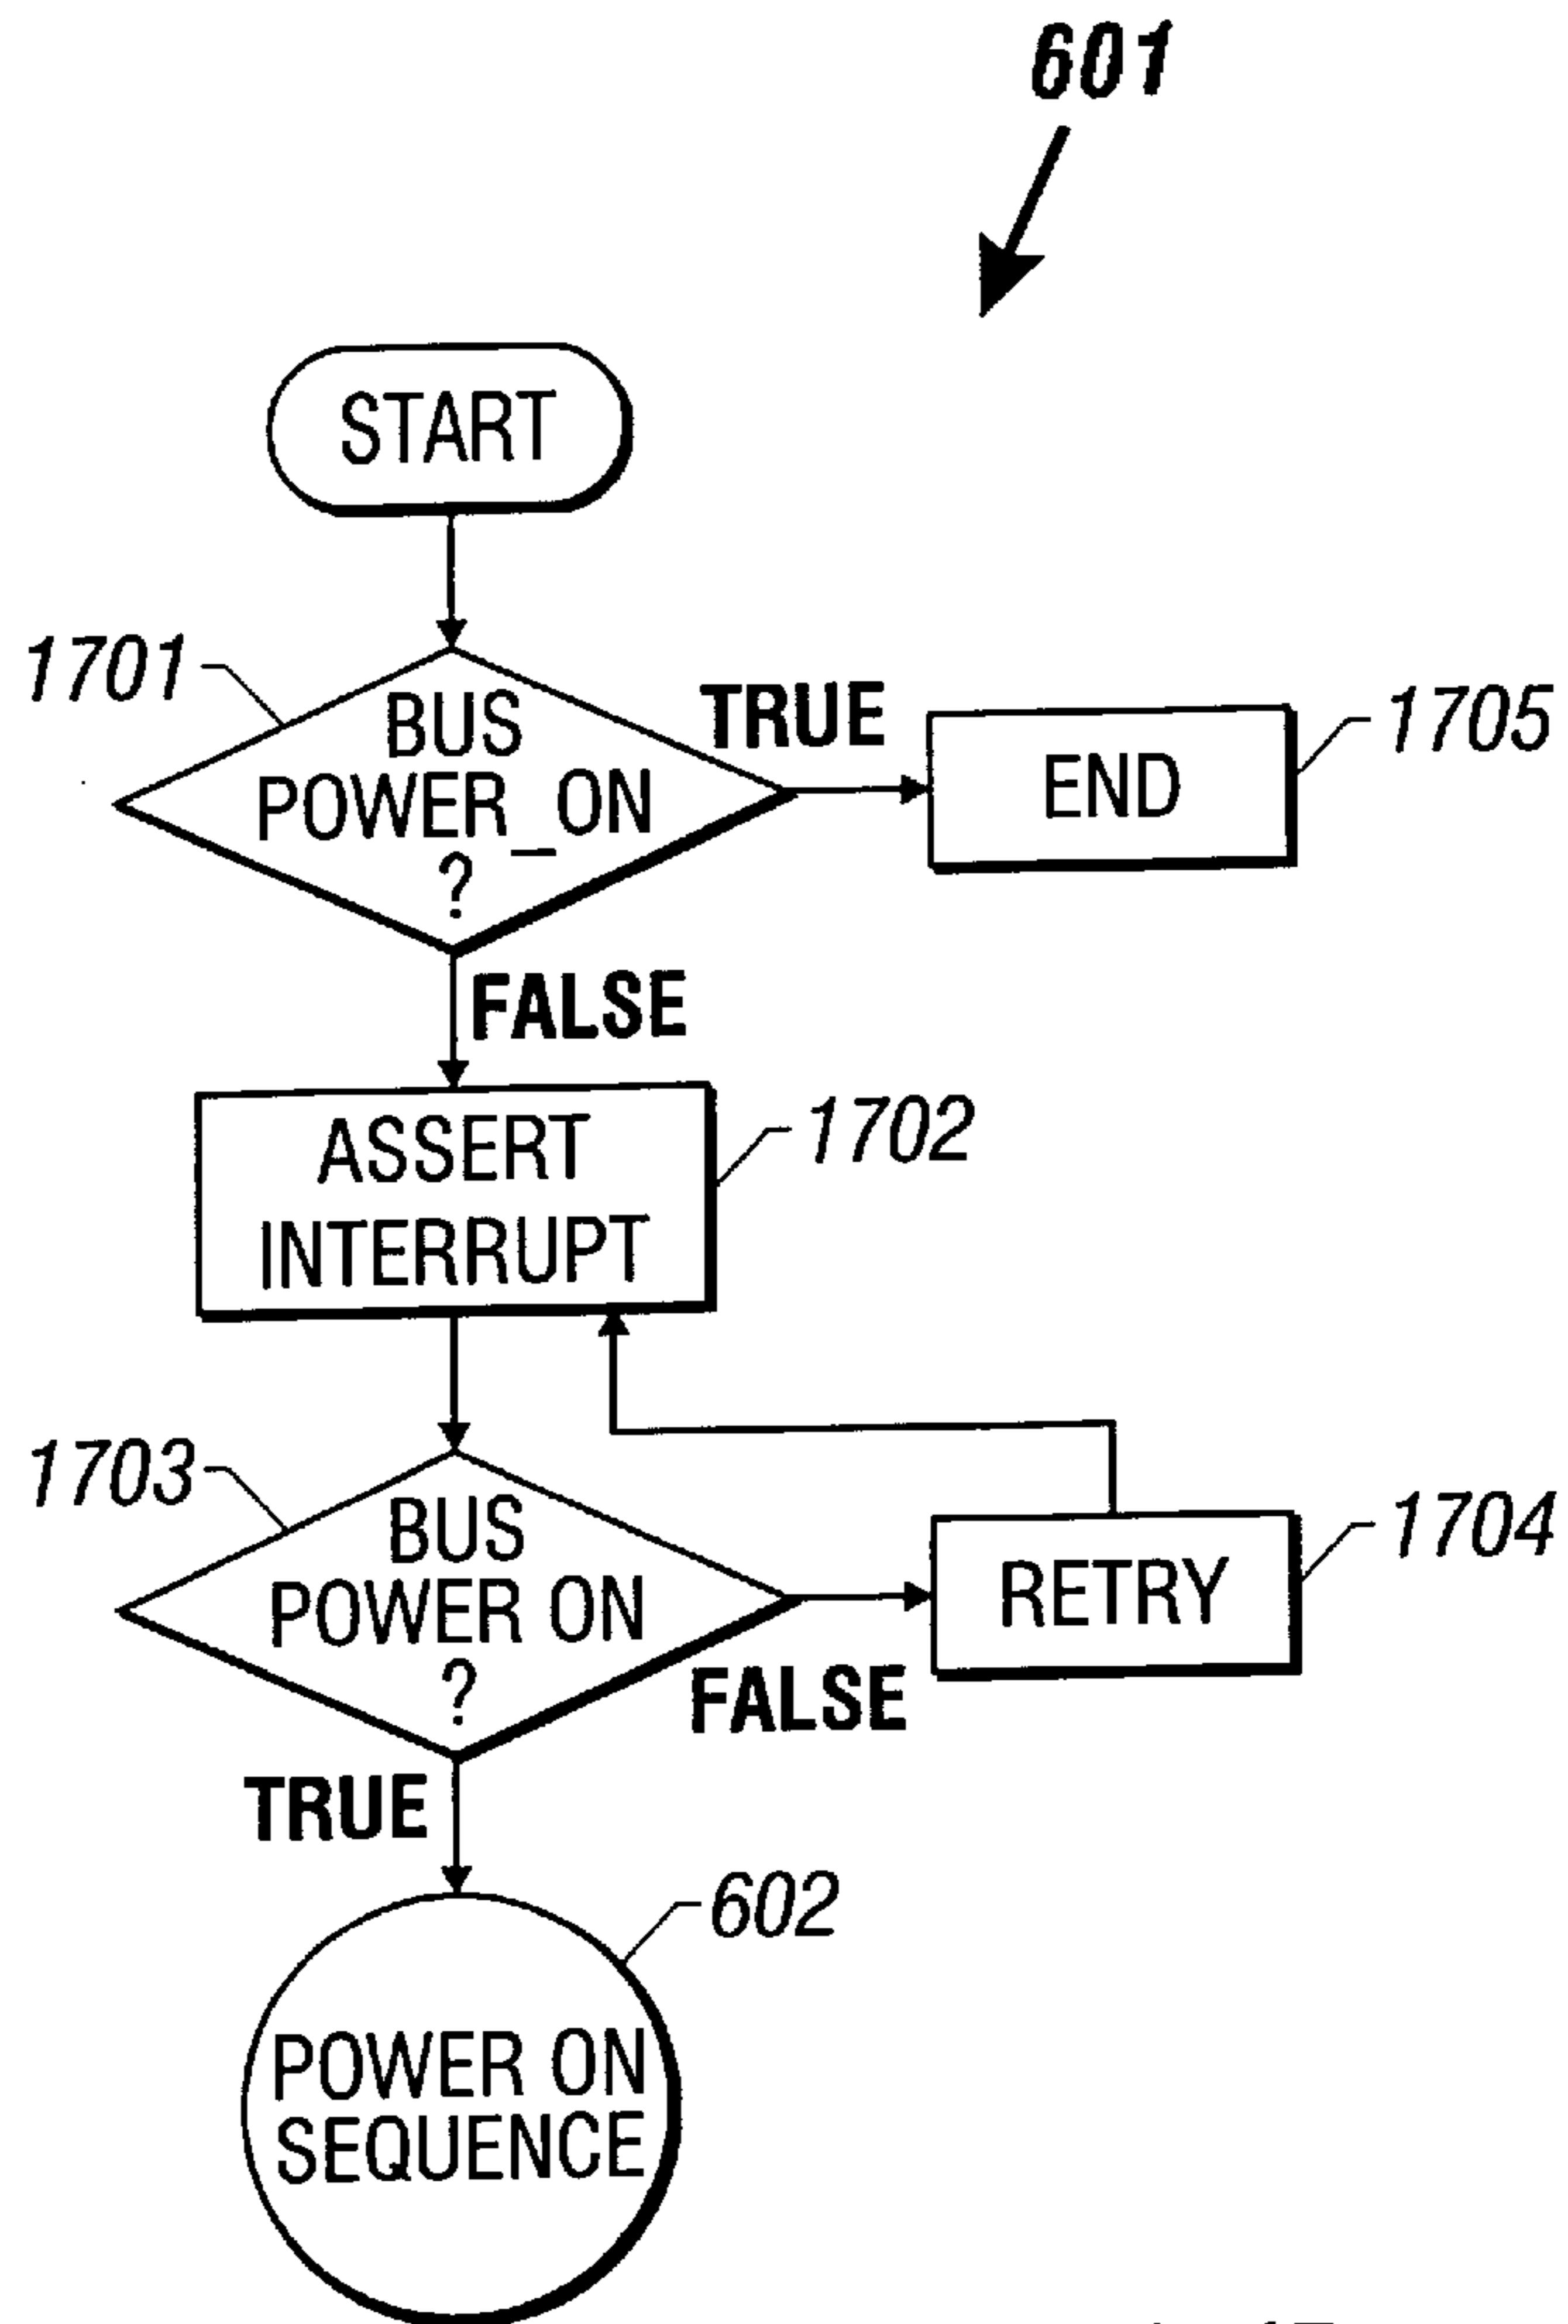 601
START
1701
BUS
POWER_ON
?
TRUE
END
1705
FALSE
ASSERT
INTERRUPT
1702
1703
BUS
POWER ON
?
FALSE
RETRY
1704
TRUE
602
POWER ON
SEQUENCE